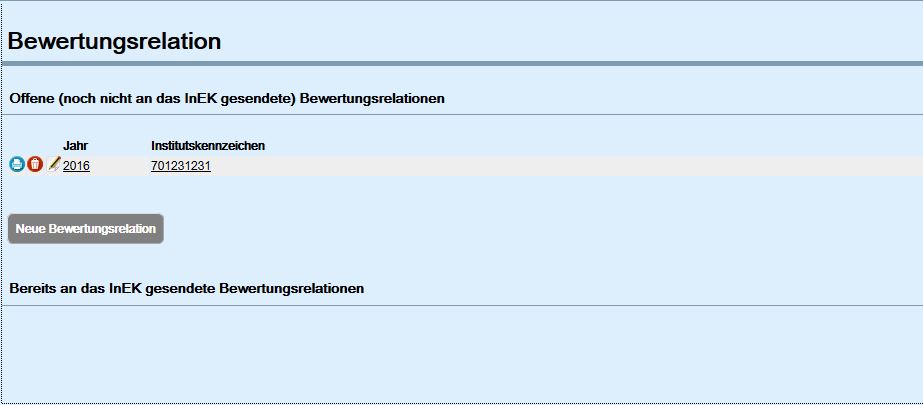 Bewertungsrelation
Offene (noch nicht an das InEK gesendete) Bewertungsrelationen
Jahr Institutskennzeichen
2016 701231231
Neue Bewertungsrelation
Bereits an das InEK gesendete Bewertungsrelationen